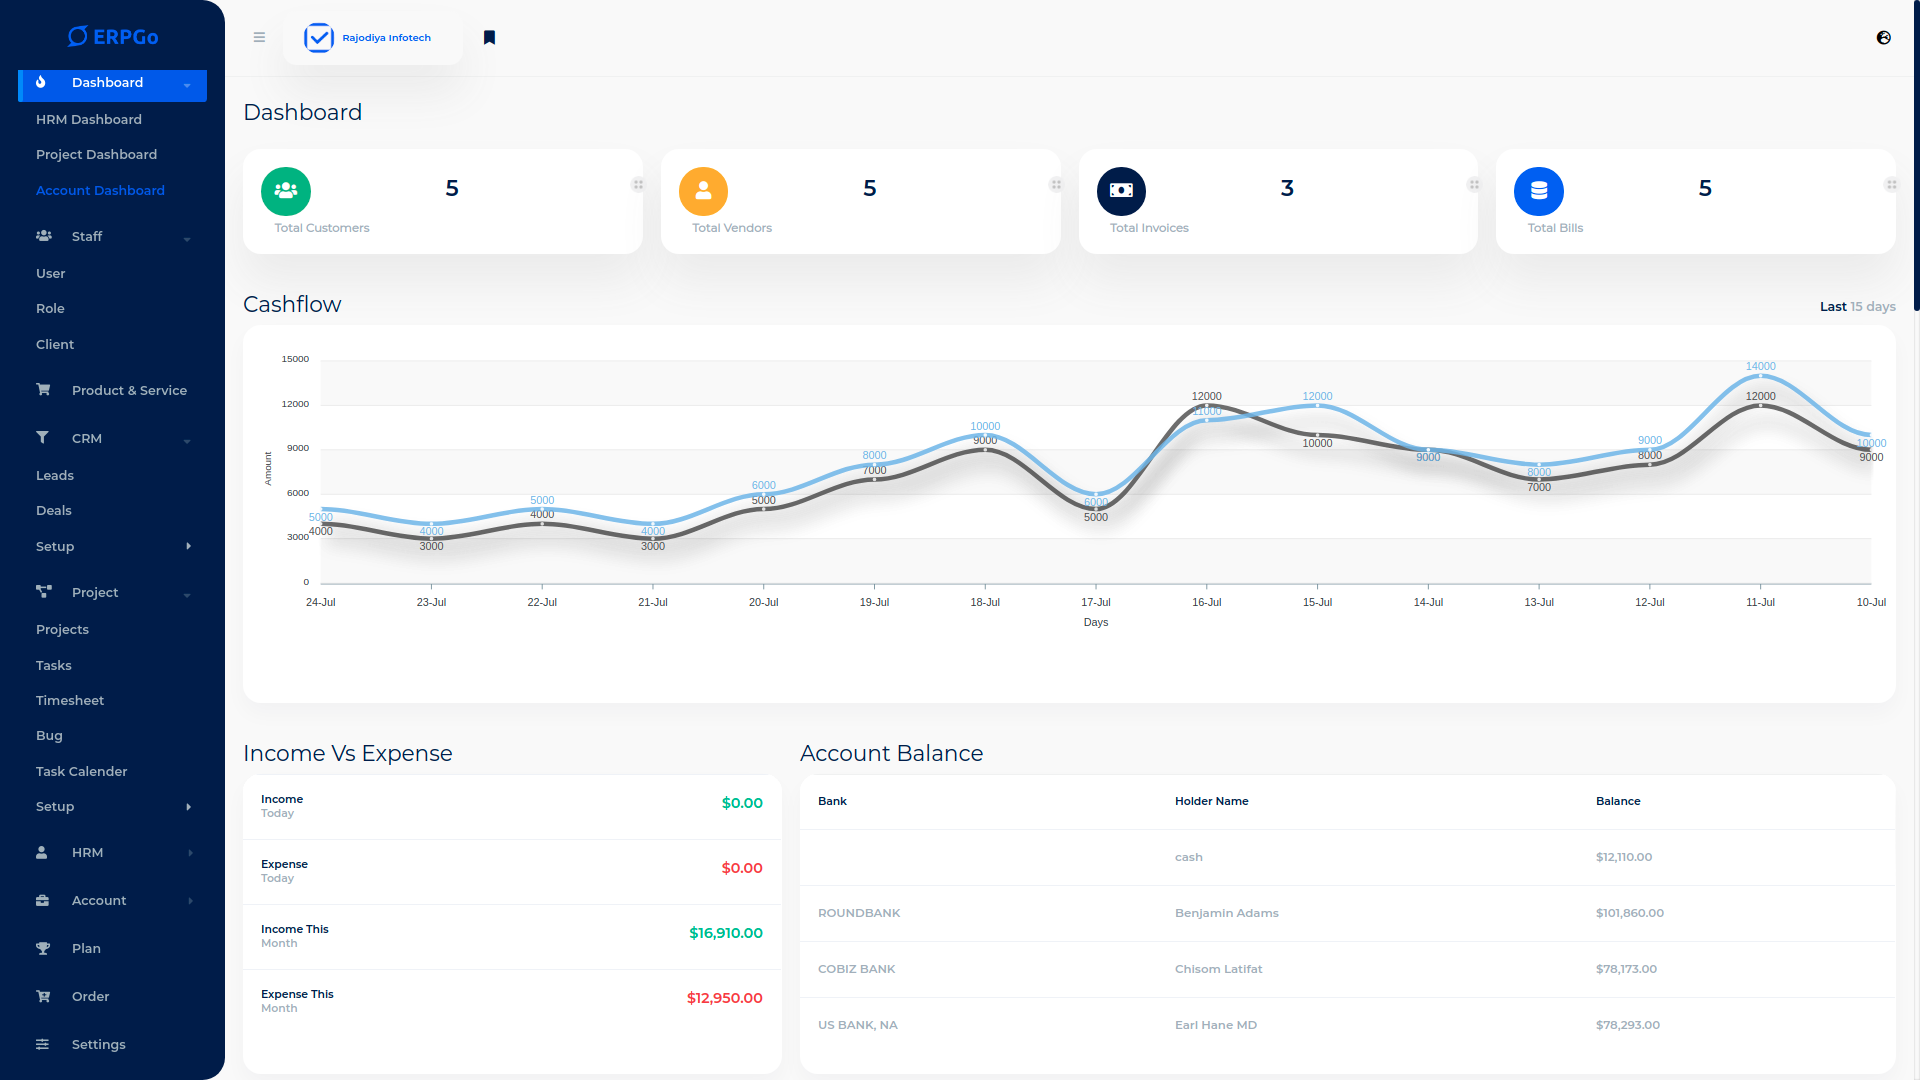 ERPGo
Rajodiya Infotech
Dashboard
HRM Dashboard
Project Dashboard
Account Dashboard
Staff
User
Role
Client
Product & Service
CRM
Leads
Deals
Setup
Project
Projects
Tasks
Timesheet
Bug
Task Calender
Setup
HRM
Account
Plan
Order
Settings
Dashboard
5
Total Customers
5
Total Vendors
3
Total Invoices
5
Total Bills
Cashflow
Last 15 days
Amount
15000
12000
9000
6000
3000
0
5000 4000 5000 4000 6000 8000 10000 6000 11000 12000 9000 8000 9000 14000 10000
4000 3000 4000 3000 5000 7000 9000 5000 12000 10000 9000 7000 8000 12000 9000
24-Jul 23-Jul 22-Jul 21-Jul 20-Jul 19-Jul 18-Jul 17-Jul 16-Jul 15-Jul 14-Jul 13-Jul 12-Jul 11-Jul 10-Jul
Days
Income Vs Expense
Income
Today
$0.00
Expense
Today
$0.00
Income This
Month
$16,910.00
Expense This
Month
$12,950.00
Account Balance
Bank Holder Name Balance
cash $12,110.00
ROUNDBANK Benjamin Adams $101,860.00
COBIZ BANK Chisom Latifat $78,173.00
US BANK, NA Earl Hane MD $78,293.00